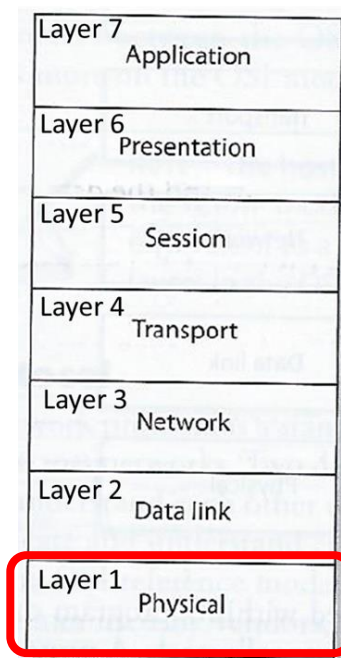 Layer 7
Application
Layer 6
Presentation
Layer 5
Session
Layer 4
Transport
Layer 3
Network
Layer 2
Data link
Layer 1
Physical